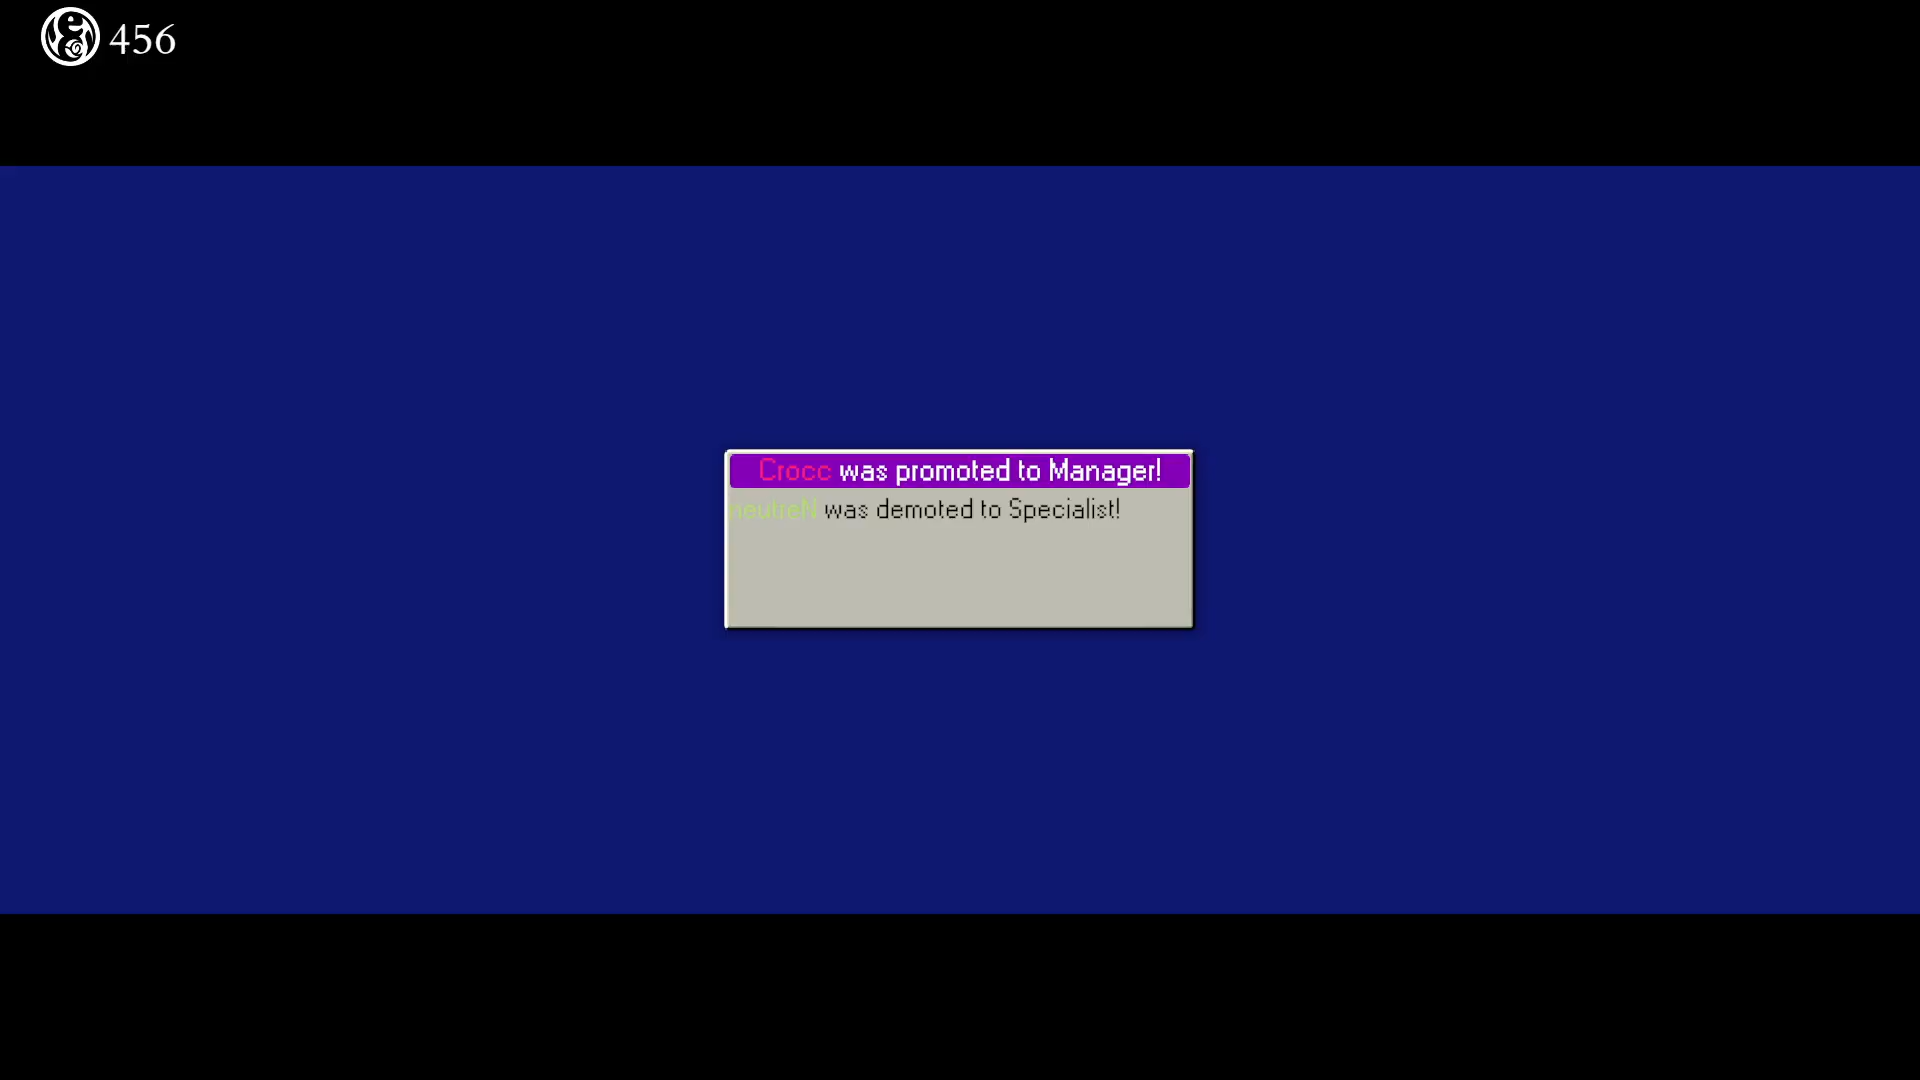 456
Crocc was promoted to Manager!
neutreN was demoted to Specialist!